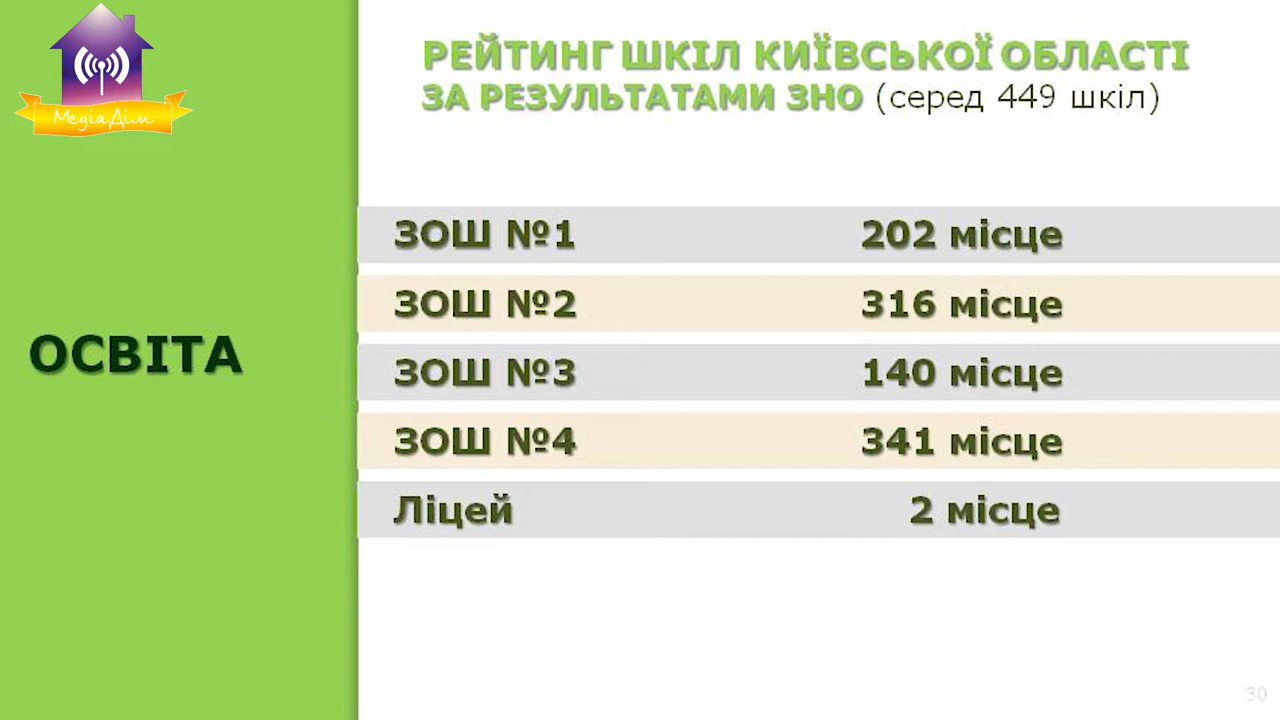 МедіаДім
РЕЙТИНГ ШКІЛ КИЇВСЬКОЇ ОБЛАСТІ
ЗА РЕЗУЛЬТАТАМИ ЗНО (серед 449 шкіл)
ОСВІТА
ЗОШ №1 202 місце
ЗОШ №2 316 місце
ЗОШ №3 140 місце
ЗОШ №4 341 місце
Ліцей 2 місце
30